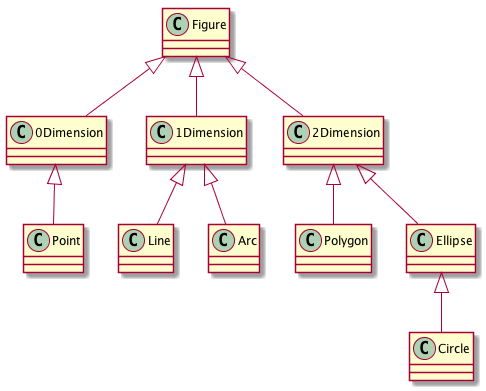 C Figure
C 0Dimension
C 1Dimension
C 2Dimension
C Point
C Line
C Arc
C Polygon
C Ellipse
C Circle